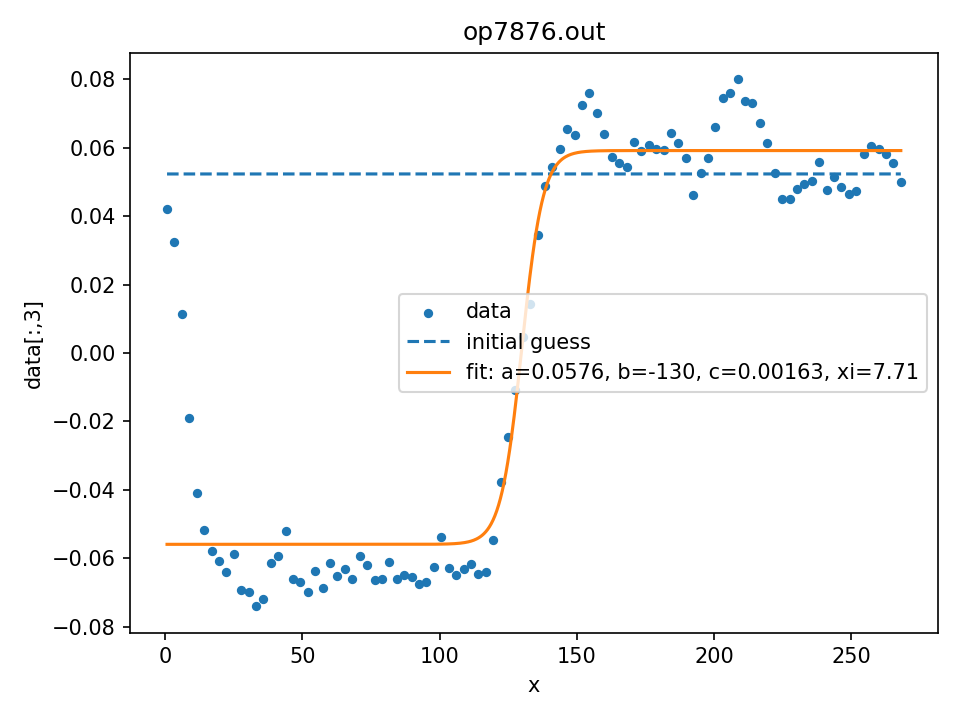 op7876.out
data[:,3]
0.08
0.06
0.04
0.02
0.00
−0.02
−0.04
−0.06
−0.08
data
initial guess
fit: a=0.0576, b=-130, c=0.00163, xi=7.71
0 50 100 150 200 250
x